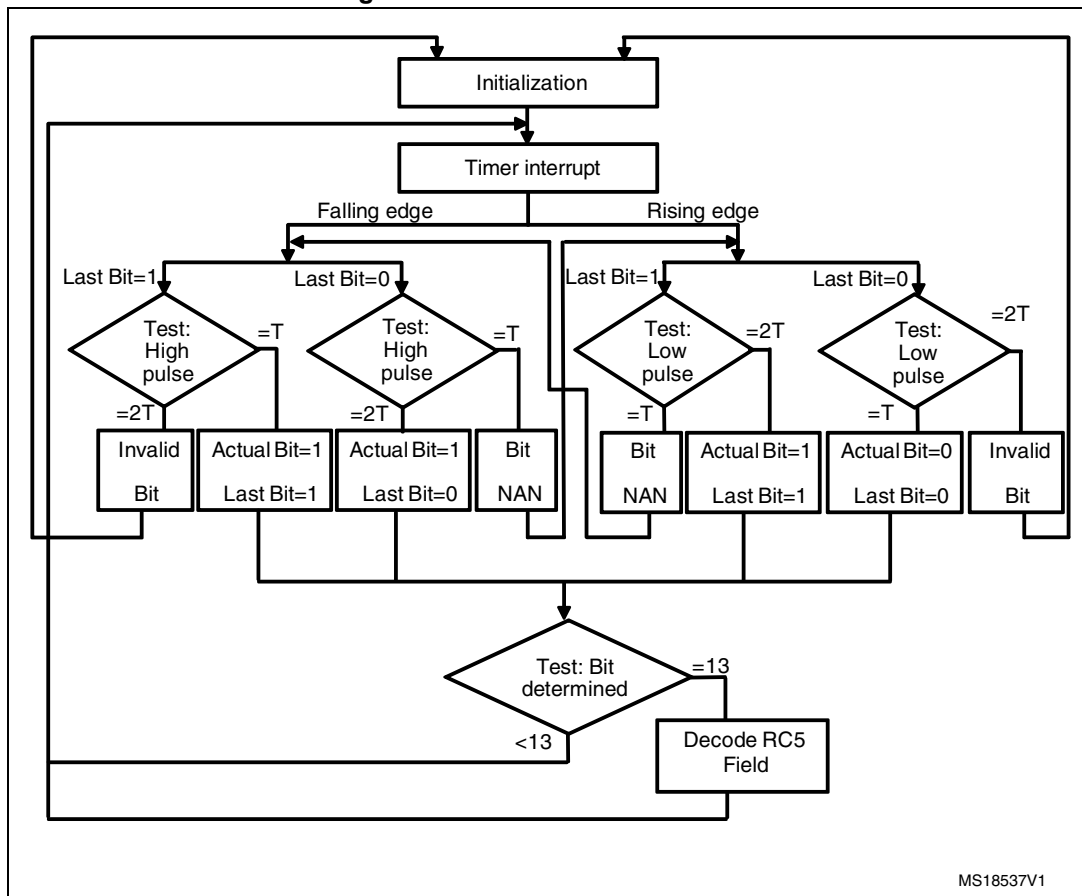 Initialization
Timer interrupt
Falling edge
Rising edge
Last Bit=1
Last Bit=0
Last Bit=1
Last Bit=0
Test:
High
pulse
=T
=2T
Test:
High
pulse
=T
=2T
Test:
Low
pulse
=2T
=T
Test:
Low
pulse
=2T
=T
Invalid
Bit
Actual Bit=1
Last Bit=1
Actual Bit=1
Last Bit=0
Bit
NAN
Bit
NAN
Actual Bit=1
Last Bit=1
Actual Bit=0
Last Bit=0
Invalid
Bit
Test: Bit
determined
=13
<13
Decode RC5
Field
MS18537V1